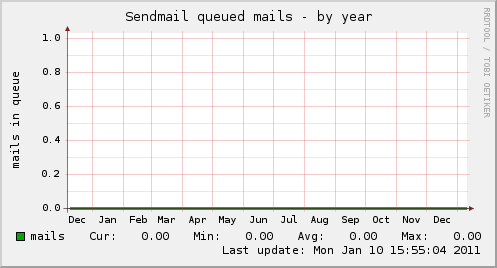 Sendmail queued mails - by year
RRDTOOL / TOBI OETIKER
mails in queue
1.0
0.8
0.6
0.4
0.2
0.0
Dec Jan Feb Mar Apr May Jun Jul Aug Sep Oct Nov Dec
mails Cur: 0.00 Min: 0.00 Avg: 0.00 Max: 0.00
Last update: Mon Jan 10 15:55:04 2011